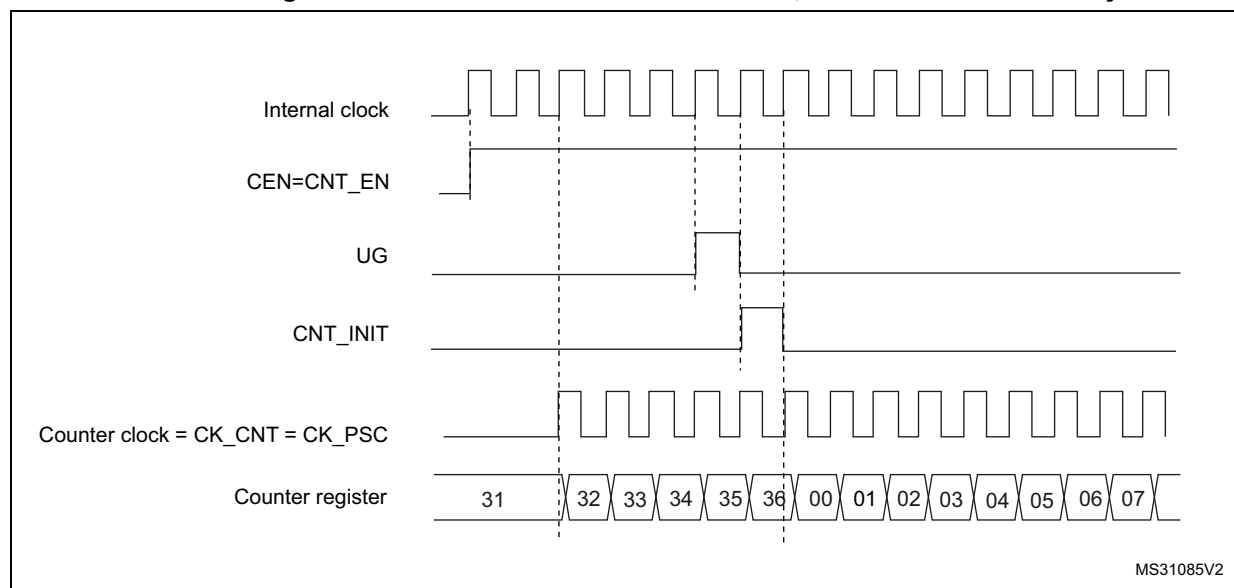 Internal clock
CEN=CNT_EN
UG
CNT_INIT
Counter clock = CK_CNT = CK_PSC
Counter register 31 32 33 34 35 36 00 01 02 03 04 05 06 07
MS31085V2